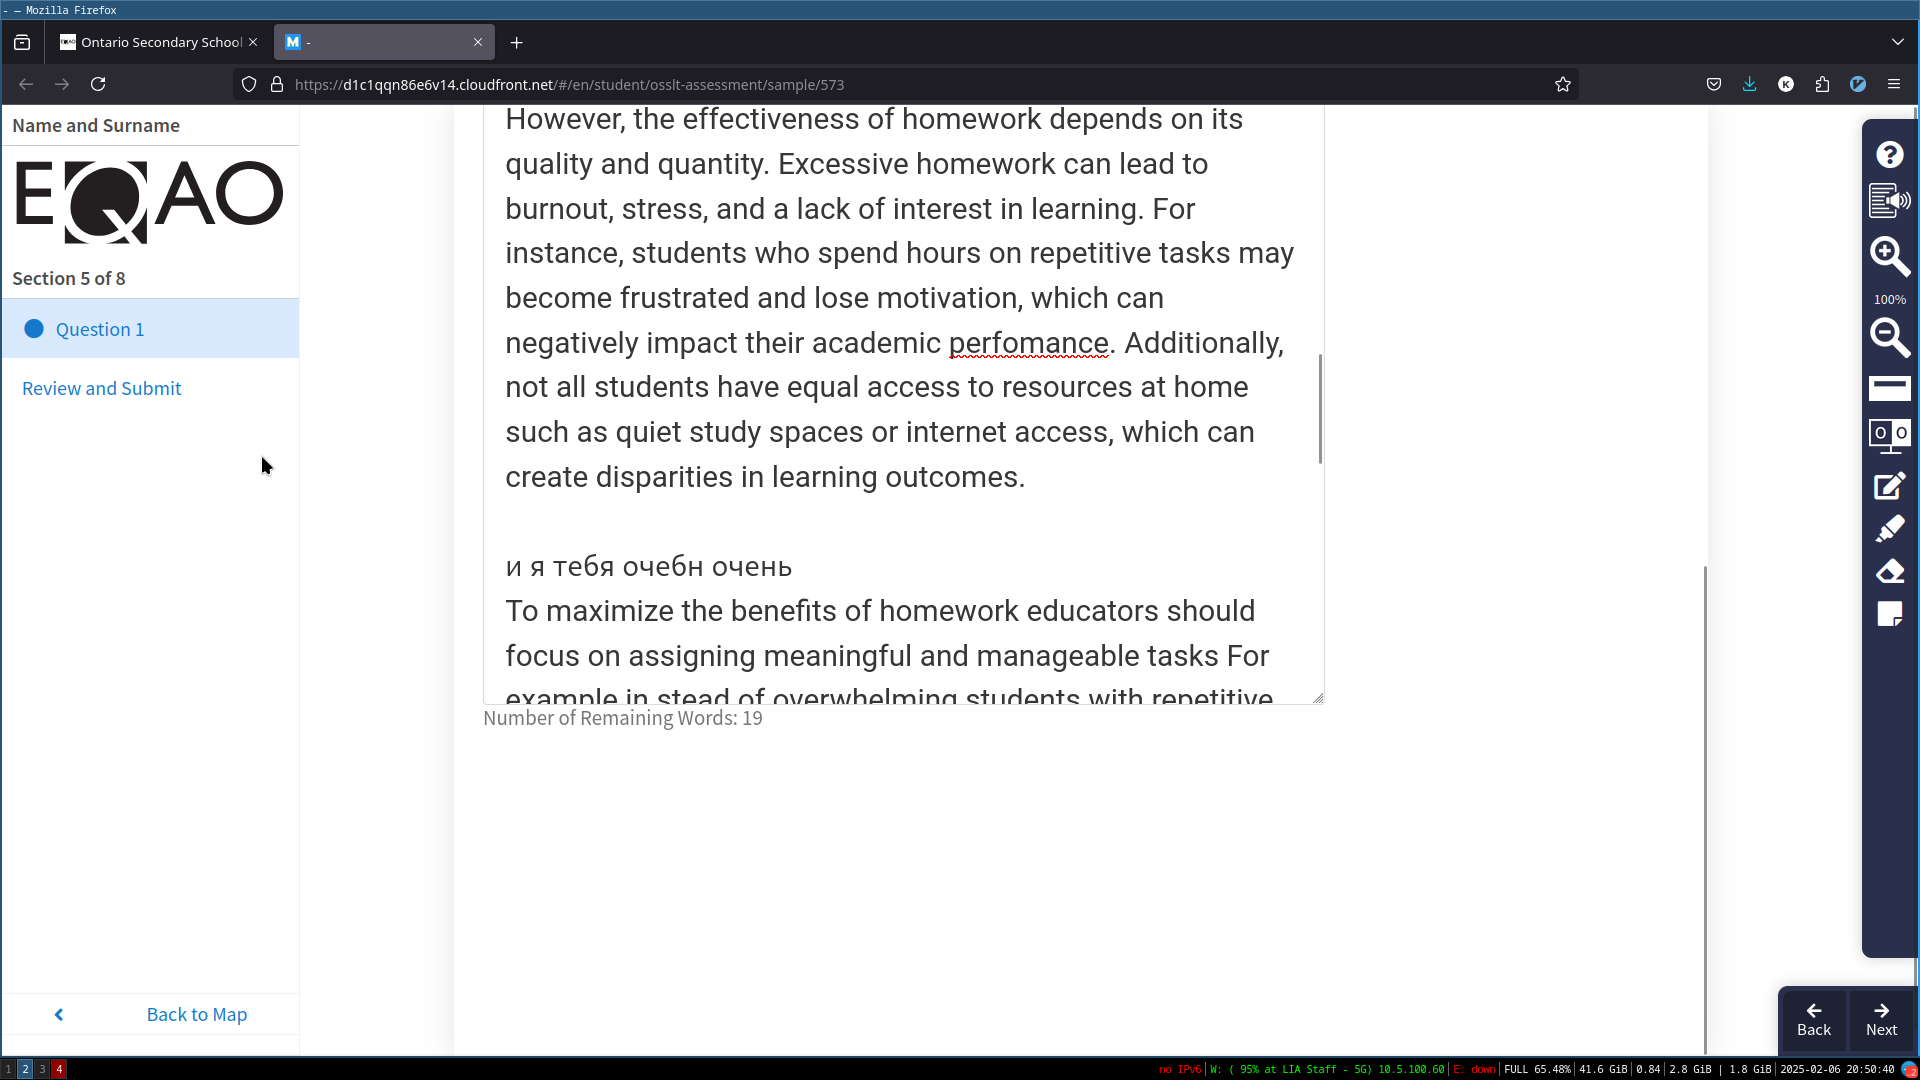 - — Mozilla Firefox
Ontario Secondary School
-
https://d1c1qqn86e6v14.cloudfront.net/#/en/student/osslt-assessment/sample/573
Name and Surname
EQAO
Section 5 of 8
Question 1
Review and Submit
However, the effectiveness of homework depends on its
quality and quantity. Excessive homework can lead to
burnout, stress, and a lack of interest in learning. For
instance, students who spend hours on repetitive tasks may
become frustrated and lose motivation, which can
negatively impact their academic perfomance. Additionally,
not all students have equal access to resources at home
such as quiet study spaces or internet access, which can
create disparities in learning outcomes.
и я тебя очебн очень
To maximize the benefits of homework educators should
focus on assigning meaningful and manageable tasks For
example in stead of overwhelming students with repetitive
Number of Remaining Words: 19
100%
Back to Map
Back
Next
1 2 3 4
no IPv6 | W: ( 95% at LIA Staff - 5G) 10.5.100.60 | E: down | FULL 65.48% | 41.6 GiB | 0.84 | 2.8 GiB | 1.8 GiB | 2025-02-06 20:50:40